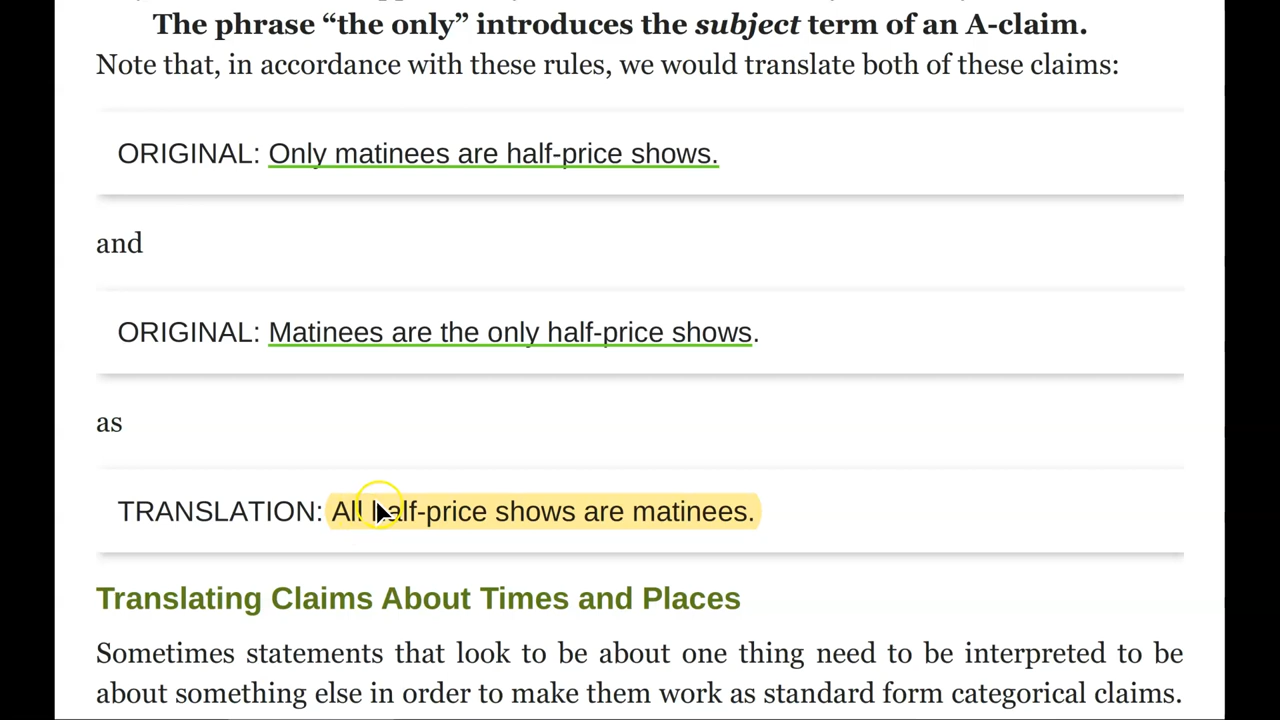 The phrase “the only” introduces the subject term of an A-claim.
Note that, in accordance with these rules, we would translate both of these claims:
ORIGINAL: Only matinees are half-price shows.
and
ORIGINAL: Matinees are the only half-price shows.
as
TRANSLATION: All half-price shows are matinees.
Translating Claims About Times and Places
Sometimes statements that look to be about one thing need to be interpreted to be
about something else in order to make them work as standard form categorical claims.